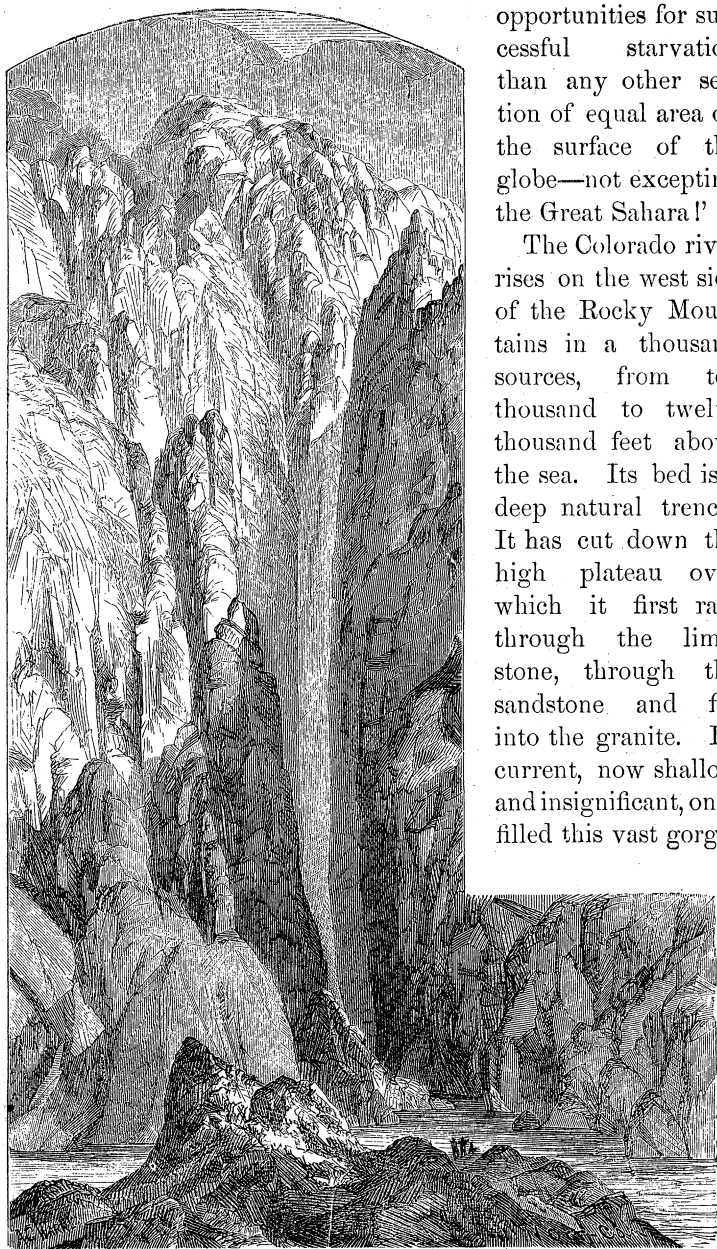 opportunities for su
cessful starvatio
than any other se
tion of equal area o
the surface of th
globe—not exceptin
the Great Sahara!’
The Colorado riv
rises on the west sid
of the Rocky Mou
tains in a thousan
sources, from te
thousand to twel
thousand feet abo
the sea. Its bed is
deep natural trenc
It has cut down th
high plateau ov
which it first ra
through the lim
stone, through th
sandstone and f
into the granite. I
current, now shallo
and insignificant, on
filled this vast gorg